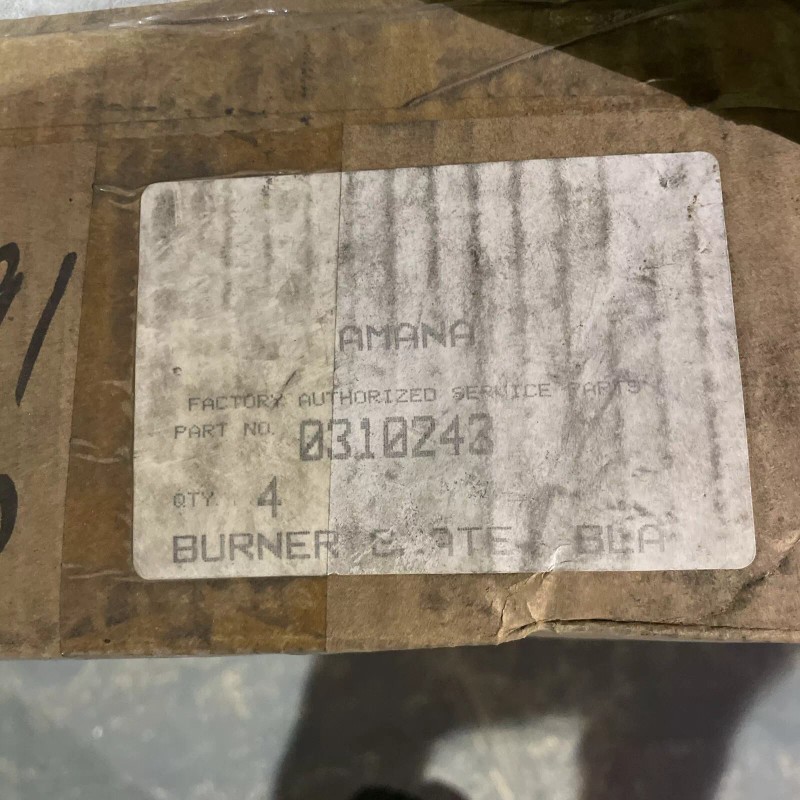 AMANA
FACTORY AUTHORIZED SERVICE PARTS
PART NO. 0310243
QTY. 4
BURNER